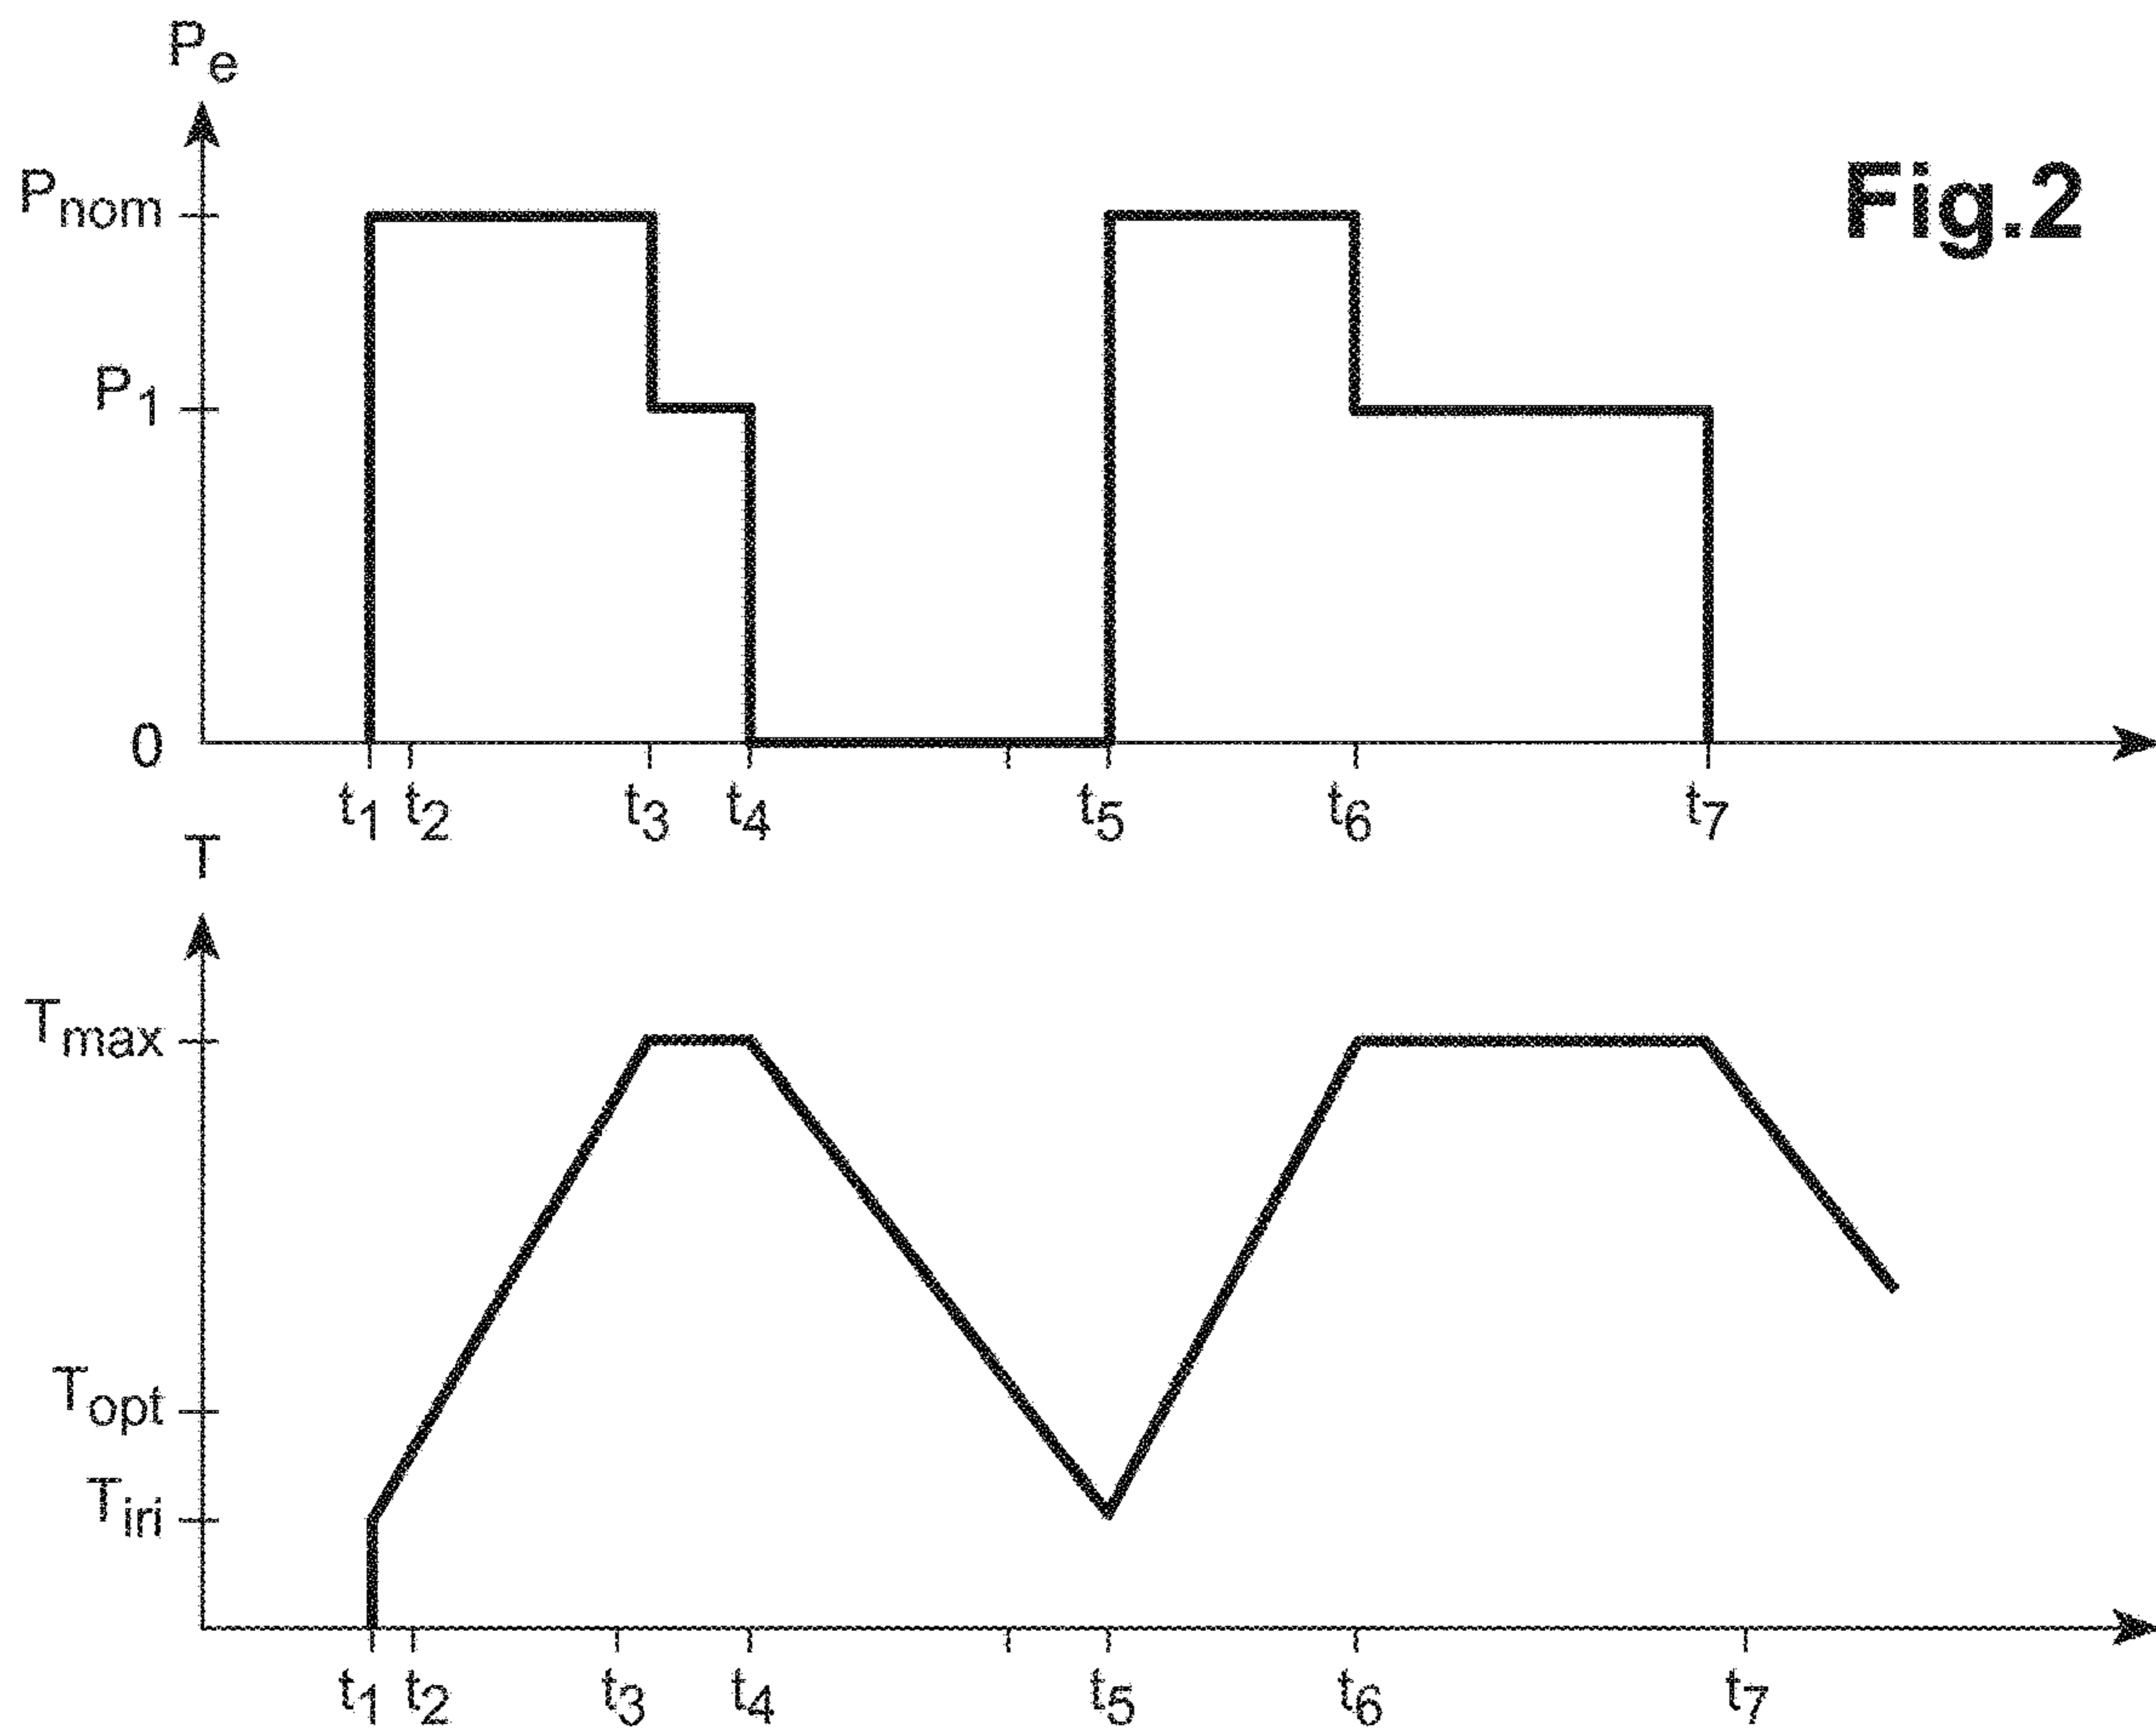 Pe
Fig.2
Pnom
P1
0
t1 t2 t3 t4 t5 t6 t7
T
Tmax
Topt
Tiri
t1 t2 t3 t4 t5 t6 t7